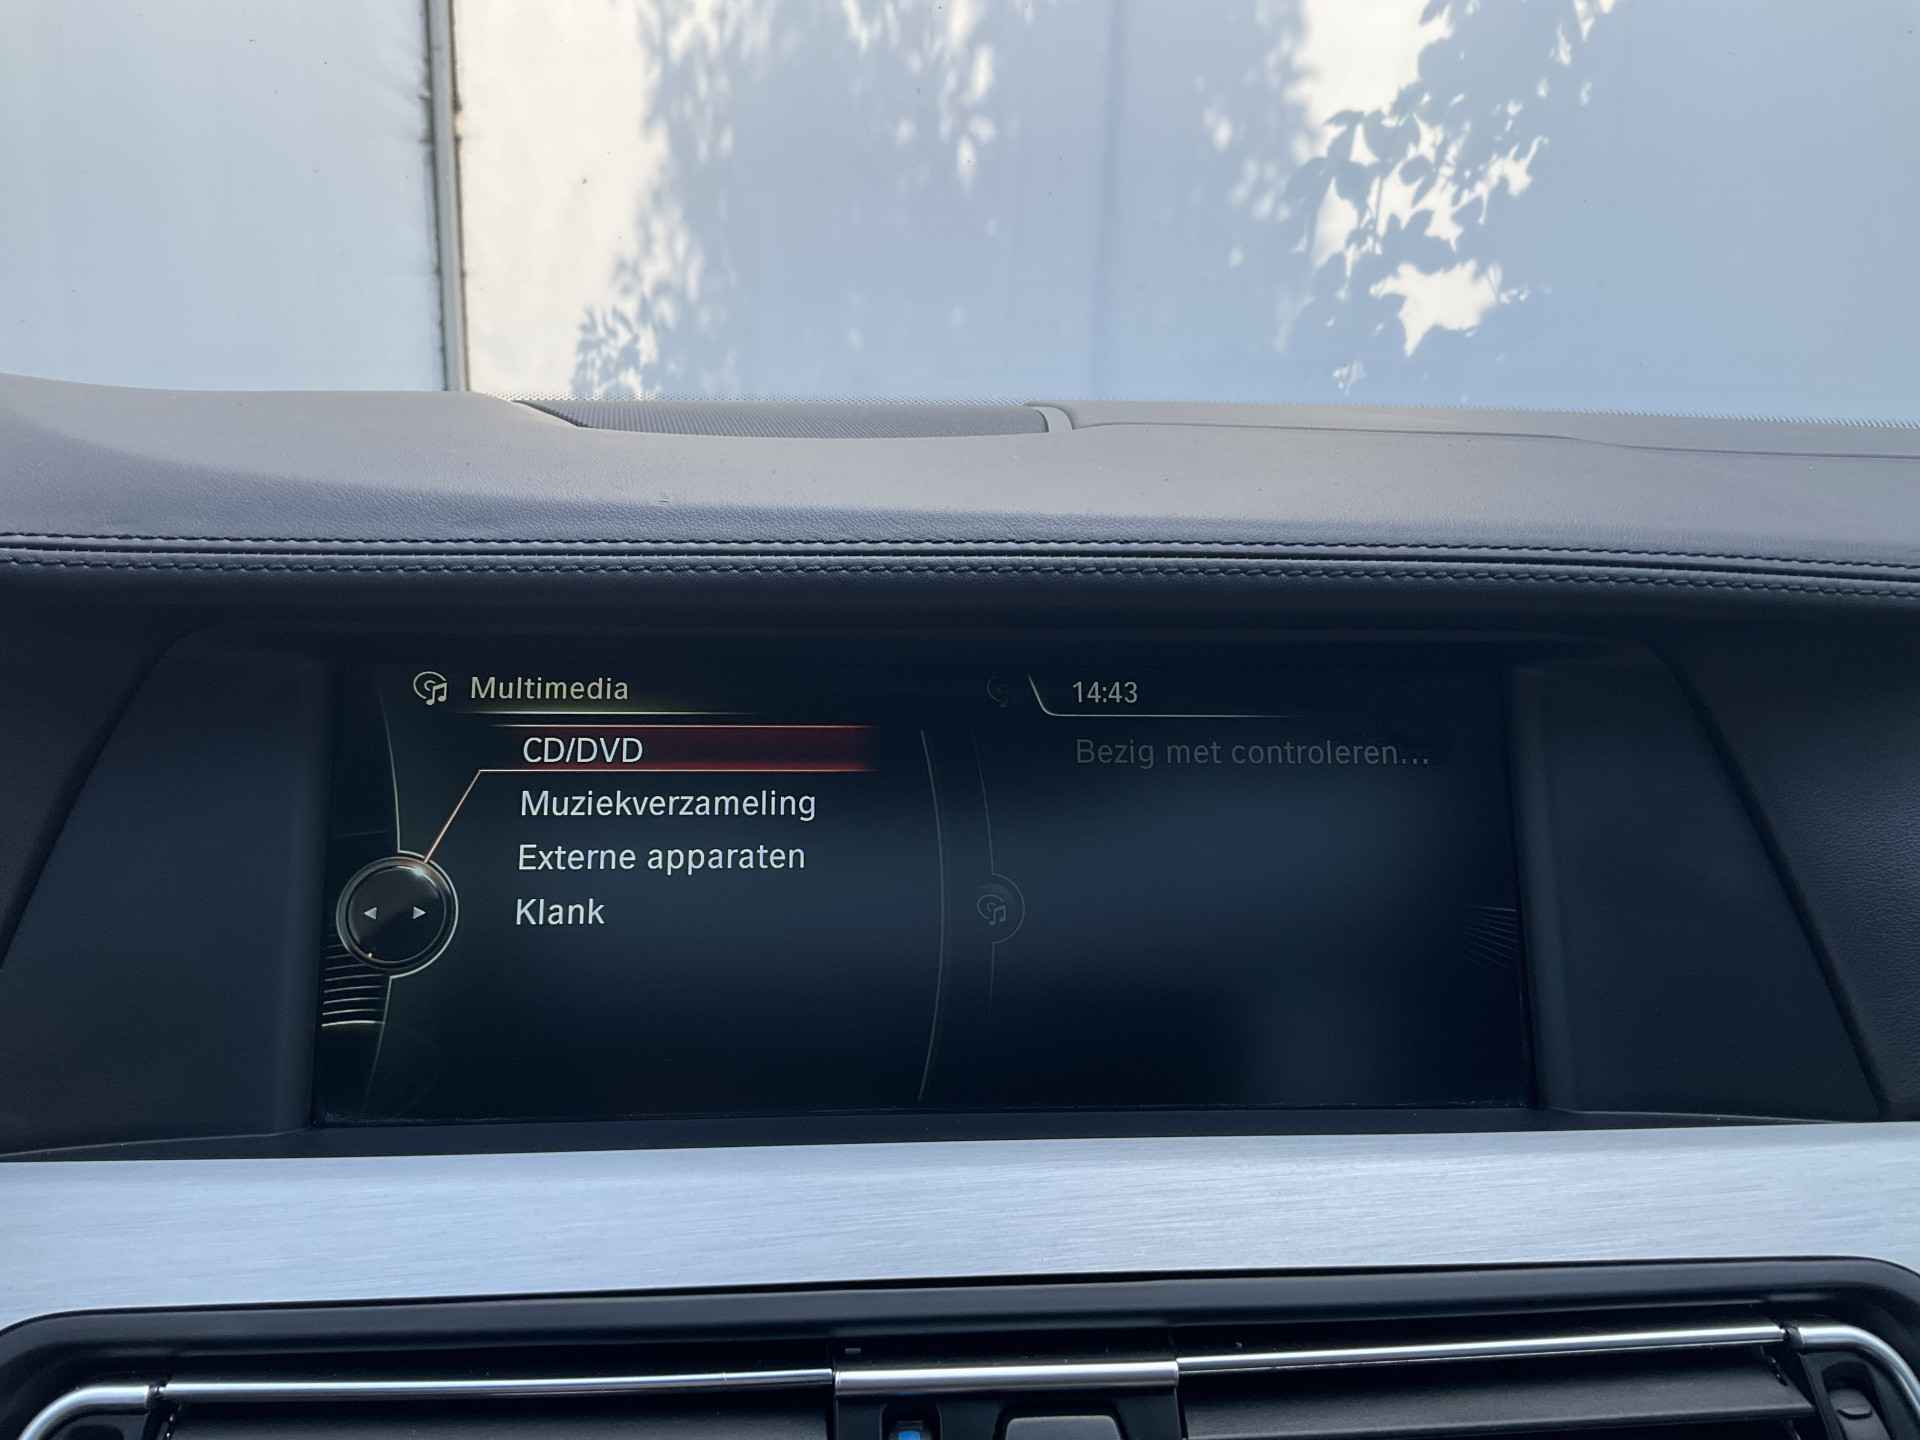 Multimedia
CD/DVD
Muziekverzameling
Externe apparaten
Klank
14:43
Bezig met controleren...